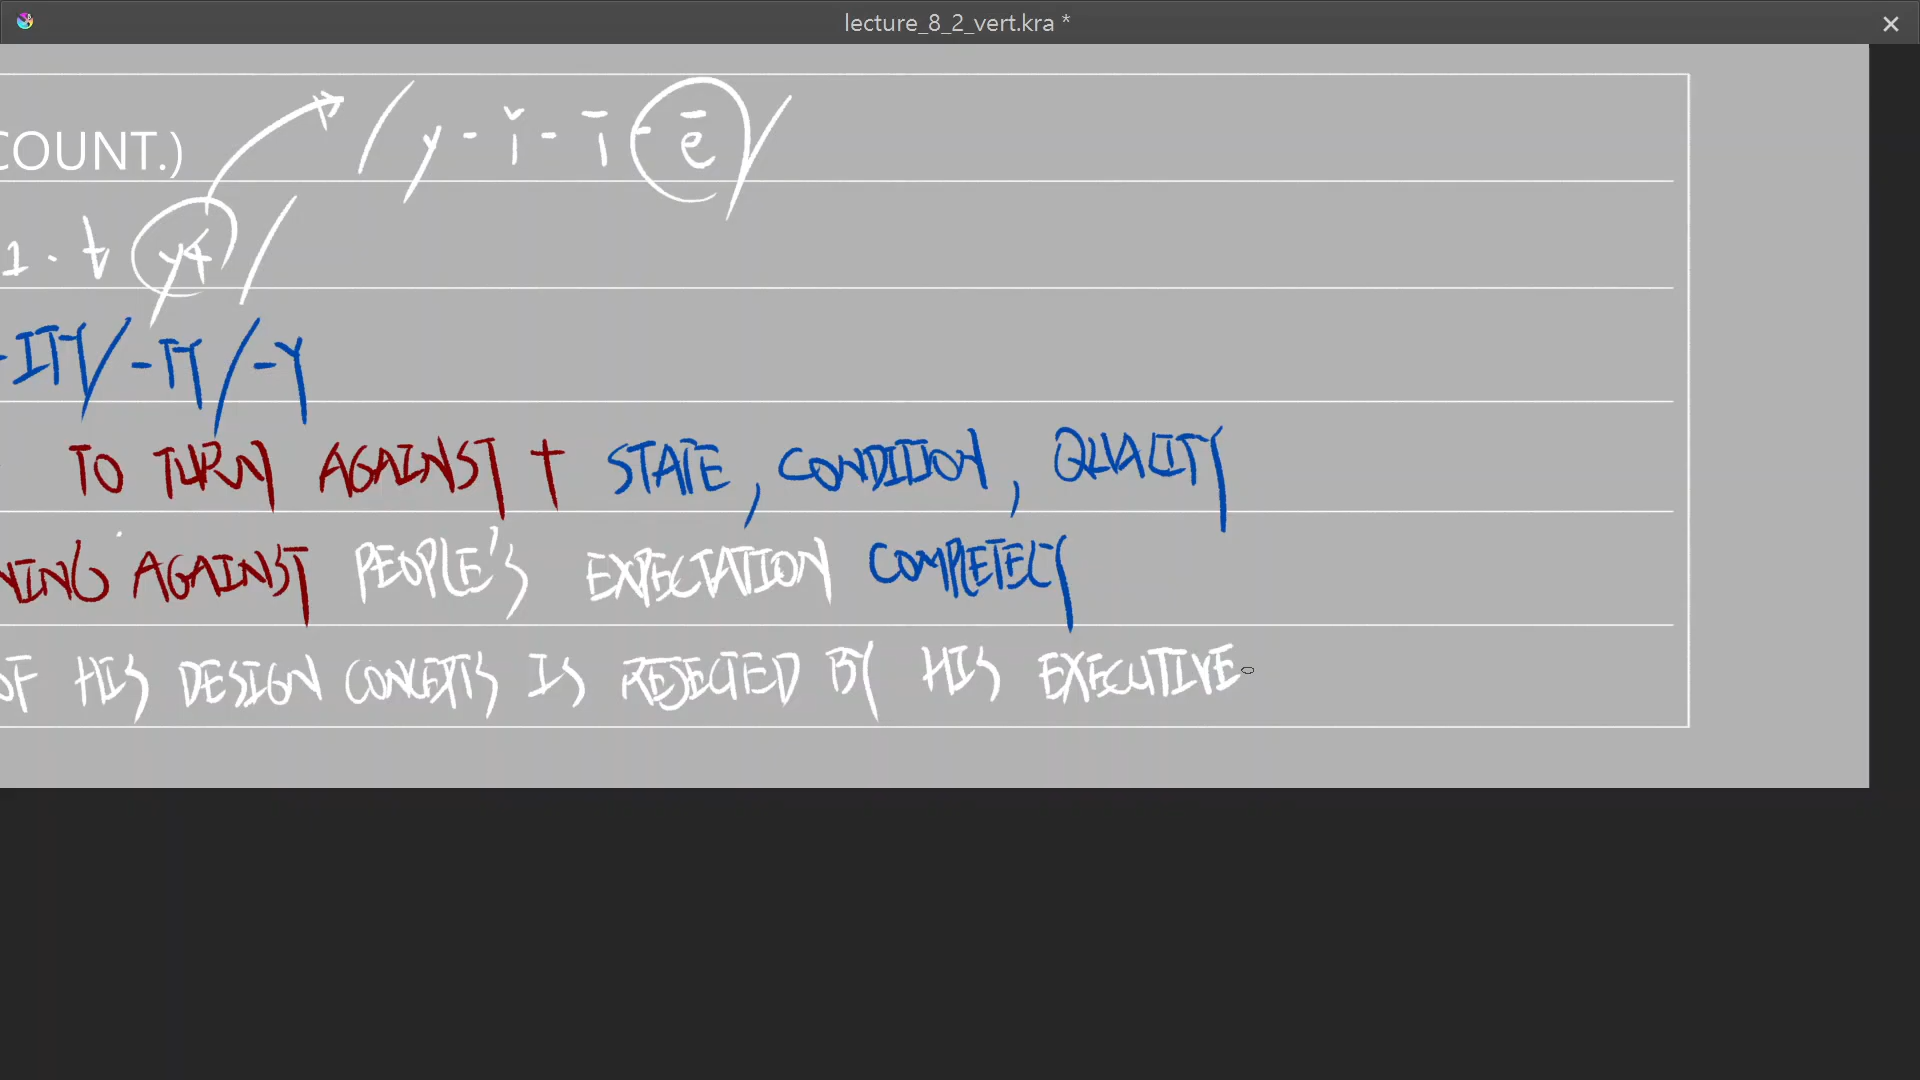 lecture_8_2_vert.kra *
/ y - ĭ - ī - ē /
COUNT.)
1. t y4 /
-ITY / -TY / -Y
TO TURN AGAINST + STATE, CONDITION, QUALITY
NING AGAINST PEOPLE'S EXPECTATION COMPLETELY
OF HIS DESIGN CONCEPTS IS REJECTED BY HIS EXECUTIVE